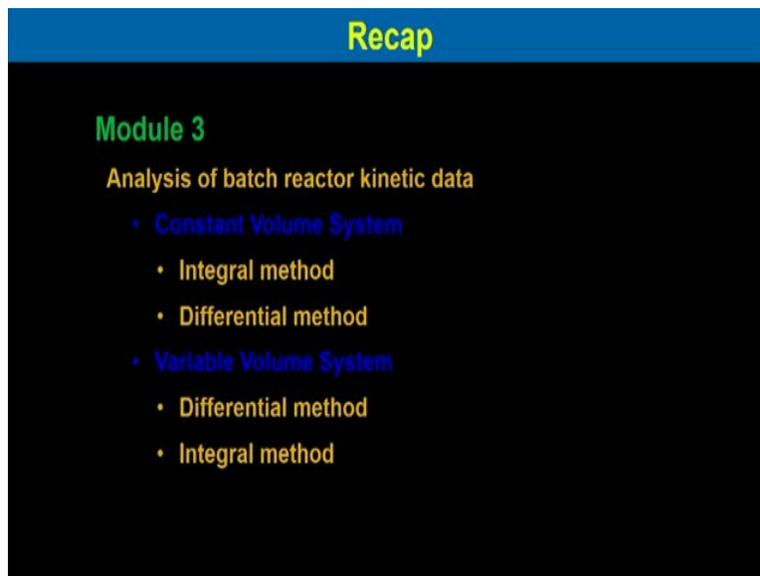 Recap
Module 3
Analysis of batch reactor kinetic data
• Constant Volume System
• Integral method
• Differential method
• Variable Volume System
• Differential method
• Integral method